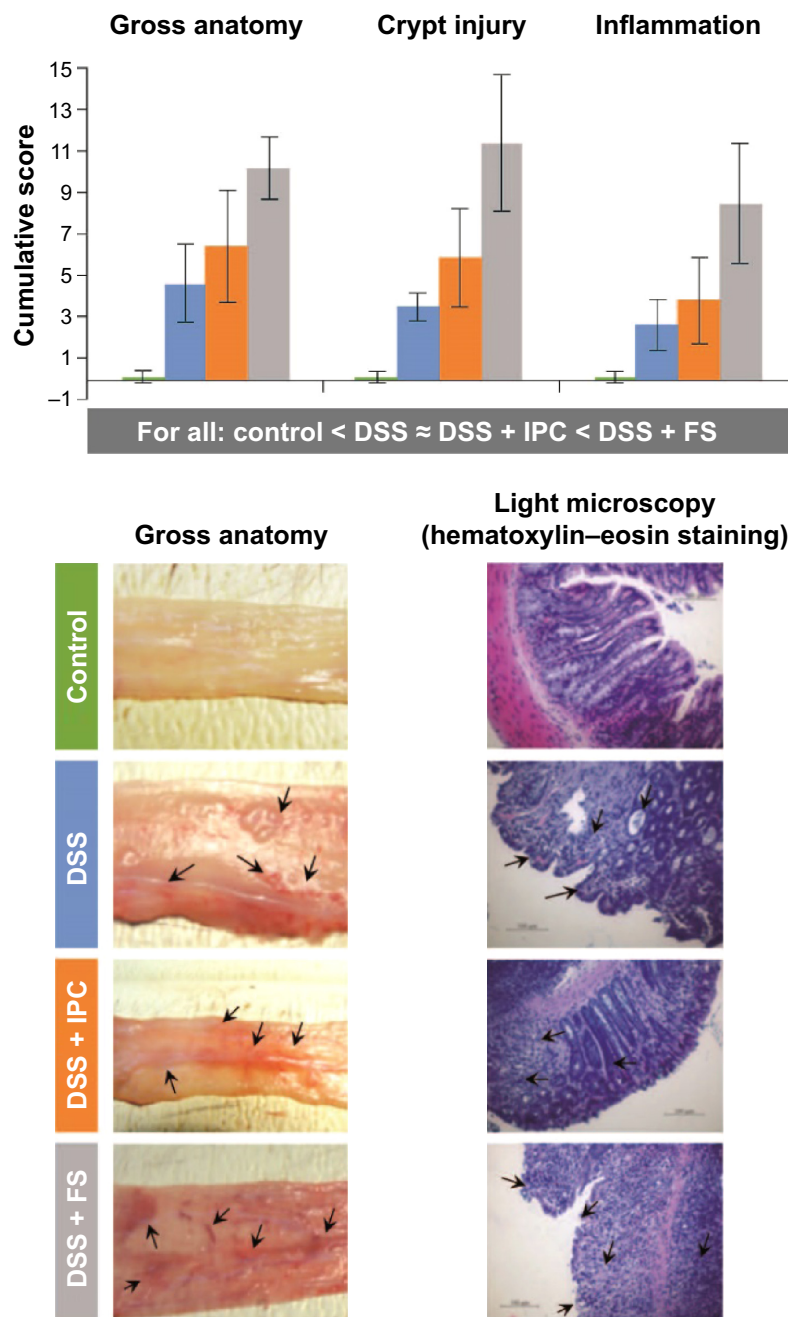 Gross anatomy Crypt injury Inflammation
15
13
11
9
7
5
3
1
–1
Cumulative score
For all: control < DSS ≈ DSS + IPC < DSS + FS
Gross anatomy
Light microscopy
(hematoxylin–eosin staining)
Control
DSS
DSS + IPC
DSS + FS